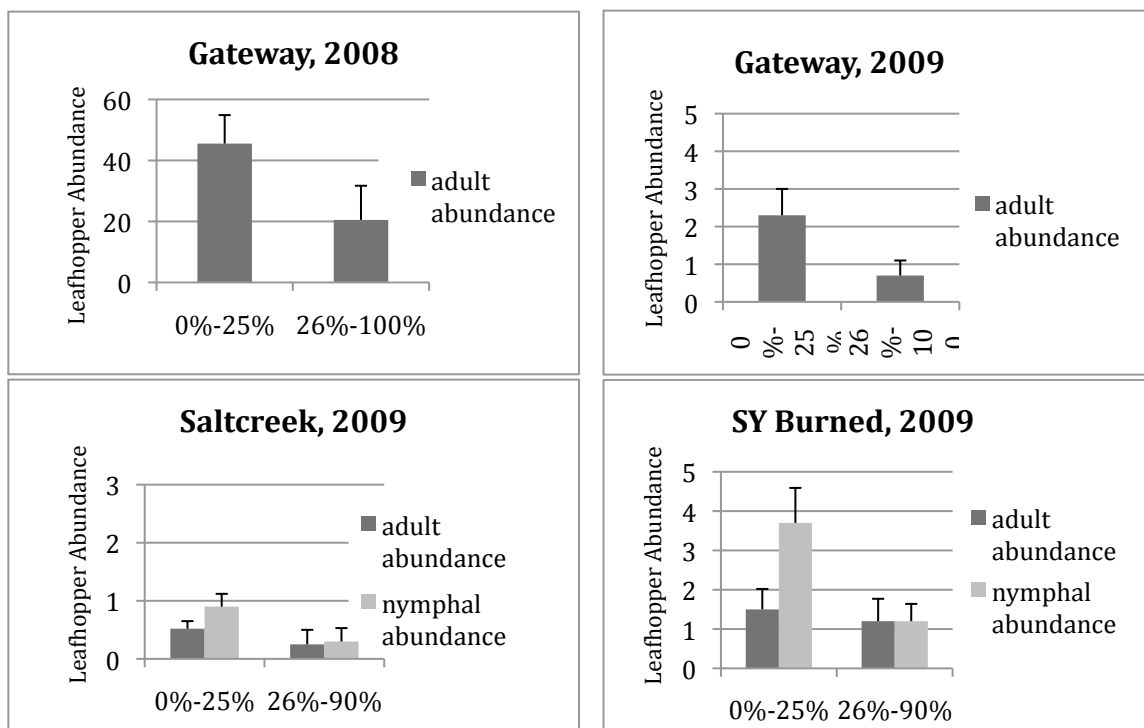 Gateway, 2008
Leafhopper Abundance
60
40
20
0
0%-25% 26%-100%
adult
abundance
Gateway, 2009
Leafhopper Abundance
5
4
3
2
1
0
0
%-
25
%
26
%-
10
0
adult
abundance
Saltcreek, 2009
Leafhopper Abundance
3
2
1
0
0%-25% 26%-90%
adult
abundance
nymphal
abundance
SY Burned, 2009
Leafhopper Abundance
5
4
3
2
1
0
0%-25% 26%-90%
adult
abundance
nymphal
abundance